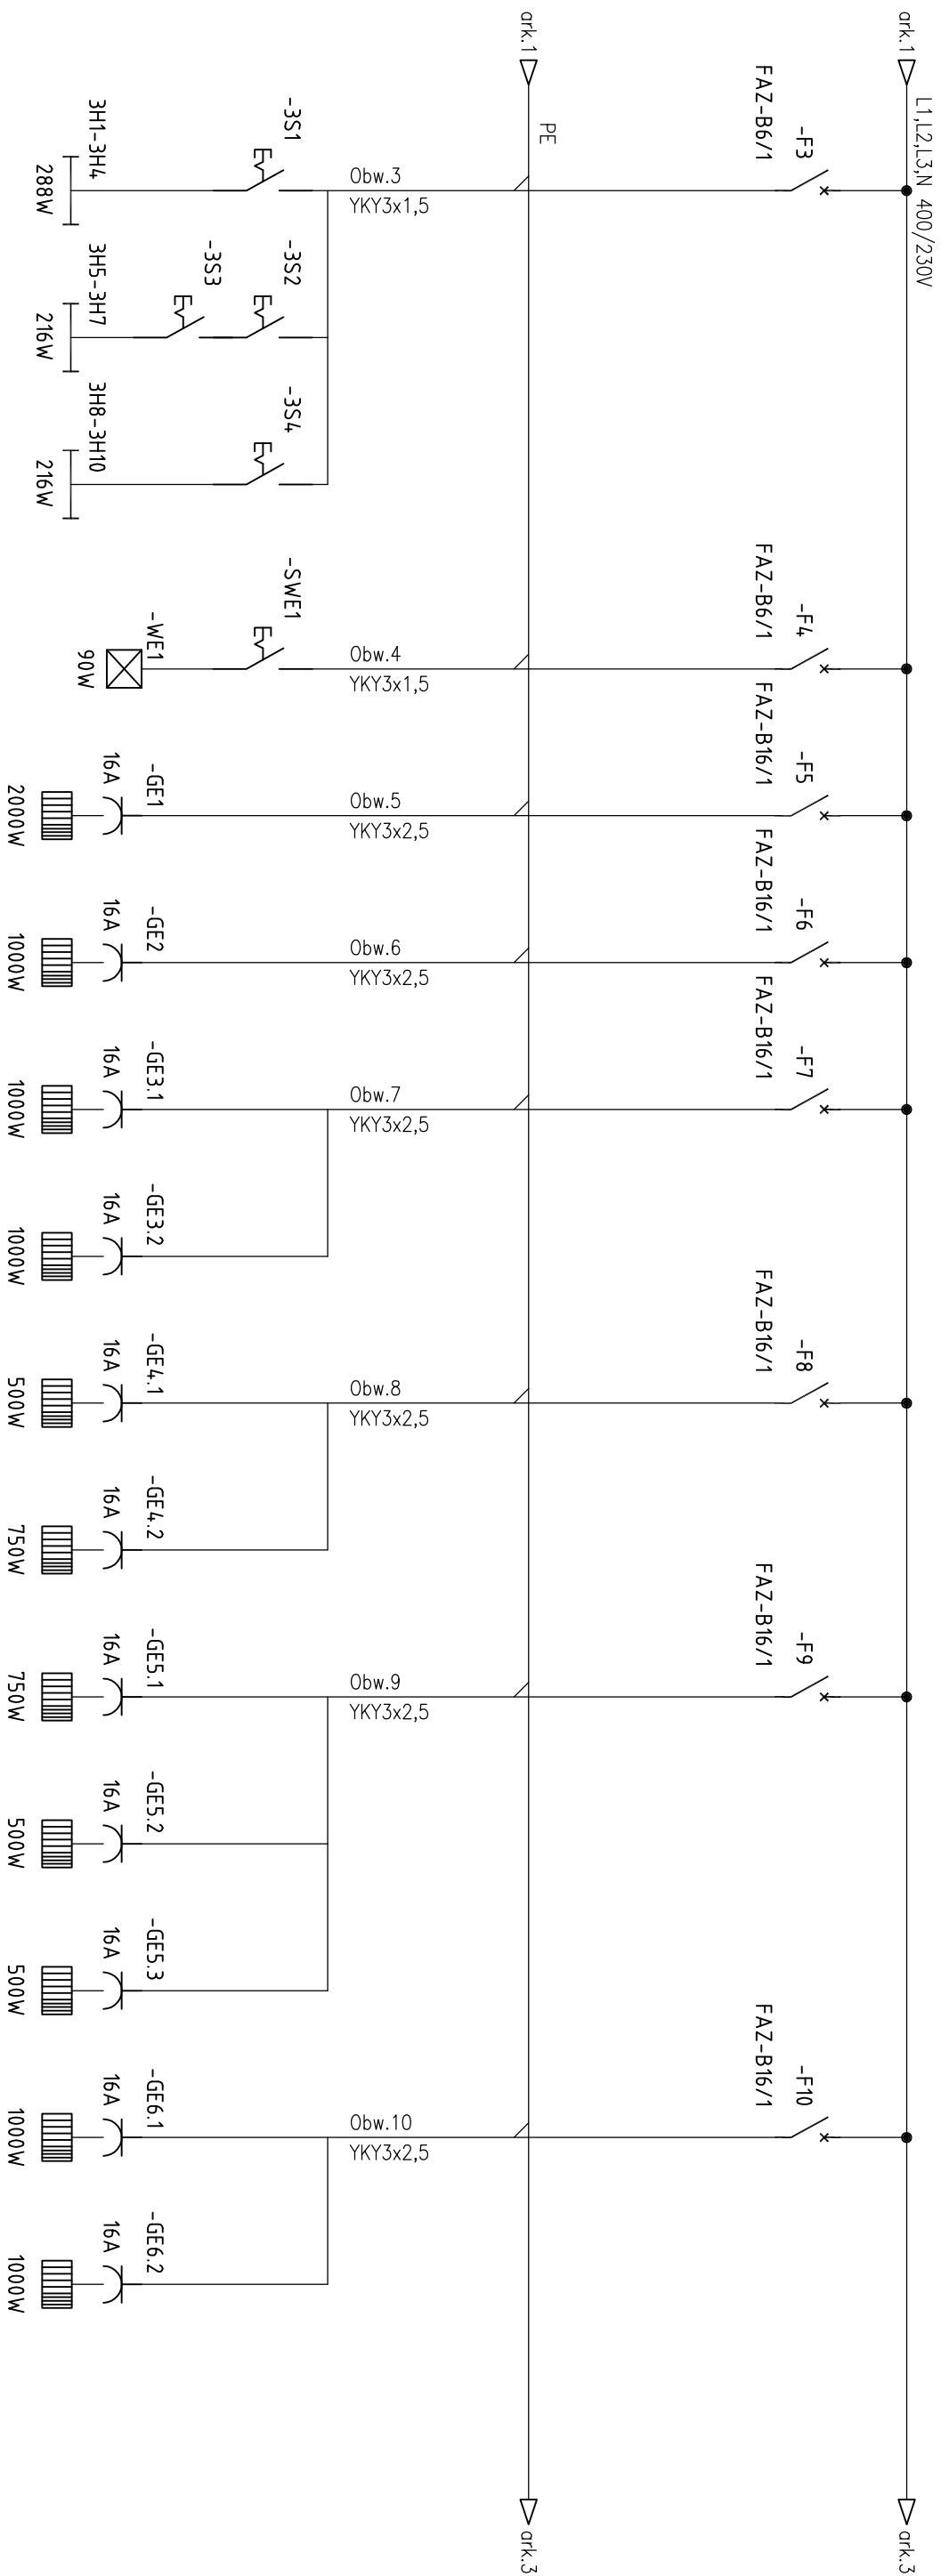 ark.1
L1,L2,L3,N 400/230V
ark.3
ark.1
PE
ark.3
-F3
FAZ-B6/1
Obw.3
YKY3x1,5
-3S1
3H1-3H4
288W
-3S2
-3S3
3H5-3H7
216W
-3S4
3H8-3H10
216W
-F4
FAZ-B6/1
Obw.4
YKY3x1,5
-SWE1
-WE1
90W
-F5
FAZ-B16/1
Obw.5
YKY3x2,5
-GE1
16A
2000W
-F6
FAZ-B16/1
Obw.6
YKY3x2,5
-GE2
16A
1000W
-F7
FAZ-B16/1
Obw.7
YKY3x2,5
-GE3.1
16A
1000W
-GE3.2
16A
1000W
-F8
FAZ-B16/1
Obw.8
YKY3x2,5
-GE4.1
16A
500W
-GE4.2
16A
750W
-F9
FAZ-B16/1
Obw.9
YKY3x2,5
-GE5.1
16A
750W
-GE5.2
16A
500W
-GE5.3
16A
500W
-F10
FAZ-B16/1
Obw.10
YKY3x2,5
-GE6.1
16A
1000W
-GE6.2
16A
1000W